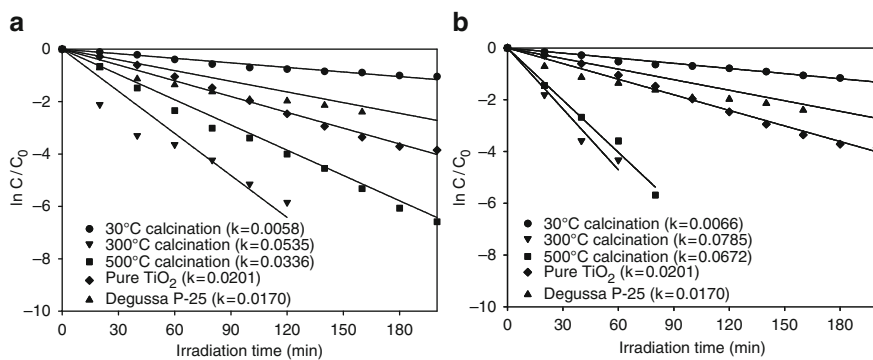 a
0
−2
−4
−6
−8
−10
ln C / C0
30°C calcination (k=0.0058)
300°C calcination (k=0.0535)
500°C calcination (k=0.0336)
Pure TiO2 (k=0.0201)
Degussa P-25 (k=0.0170)
0 30 60 90 120 150 180
Irradiation time (min)
b
0
−2
−4
−6
−8
−10
ln C / C0
30°C calcination (k=0.0066)
300°C calcination (k=0.0785)
500°C calcination (k=0.0672)
Pure TiO2 (k=0.0201)
Degussa P-25 (k=0.0170)
0 30 60 90 120 150 180
Irradiation time (min)